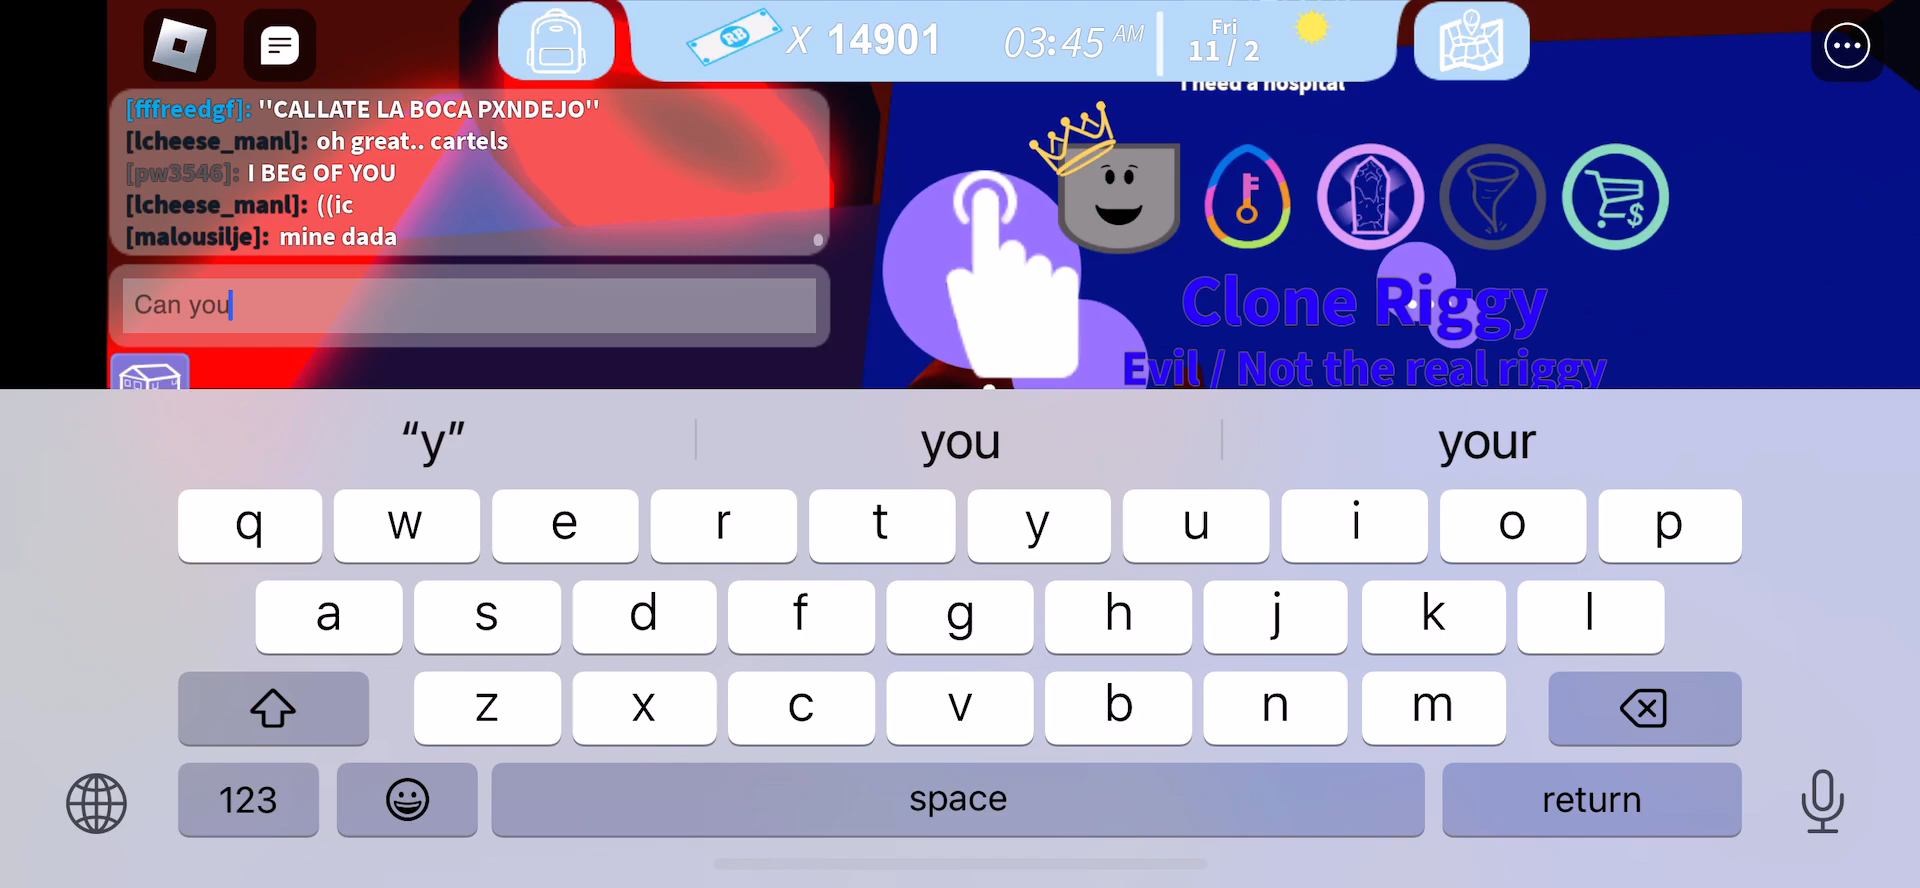 RB X 14901 03:45 AM Fri
11 / 2
I need a hospital
[fffreedgf]: ''CALLATE LA BOCA PXNDEJO''
[lcheese_manl]: oh great.. cartels
[pw3546]: I BEG OF YOU
[lcheese_manl]: ((ic
[malousilje]: mine dada
Can you
Clone Riggy
Evil / Not the real riggy
“y” you your
q w e r t y u i o p
a s d f g h j k l
z x c v b n m
123 space return